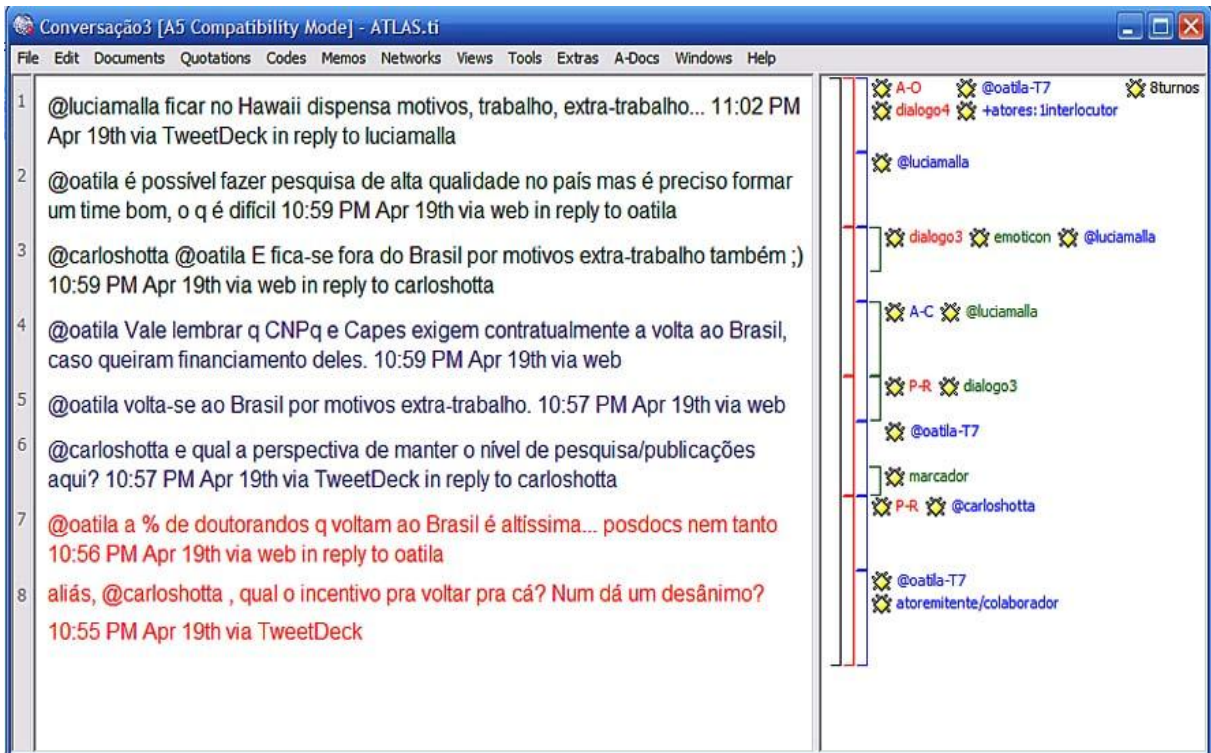 Conversação3 [A5 Compatibility Mode] - ATLAS.ti
File Edit Documents Quotations Codes Memos Networks Views Tools Extras A-Docs Windows Help
1 @luciamalla ficar no Hawaii dispensa motivos, trabalho, extra-trabalho... 11:02 PM
Apr 19th via TweetDeck in reply to luciamalla
2 @oatila é possível fazer pesquisa de alta qualidade no país mas é preciso formar
um time bom, o q é difícil 10:59 PM Apr 19th via web in reply to oatila
3 @carloshotta @oatila E fica-se fora do Brasil por motivos extra-trabalho também ;)
10:59 PM Apr 19th via web in reply to carloshotta
4 @oatila Vale lembrar q CNPq e Capes exigem contratualmente a volta ao Brasil,
caso queiram financiamento deles. 10:59 PM Apr 19th via web
5 @oatila volta-se ao Brasil por motivos extra-trabalho. 10:57 PM Apr 19th via web
6 @carloshotta e qual a perspectiva de manter o nível de pesquisa/publicações
aqui? 10:57 PM Apr 19th via TweetDeck in reply to carloshotta
7 @oatila a % de doutorandos q voltam ao Brasil é altíssima... posdocs nem tanto
10:56 PM Apr 19th via web in reply to oatila
8 aliás, @carloshotta , qual o incentivo pra voltar pra cá? Num dá um desânimo?
10:55 PM Apr 19th via TweetDeck
A-O @oatila-T7 8turnos
dialogo4 +atores:1interlocutor
@luciamalla
dialogo3 emoticon @luciamalla
A-C @luciamalla
P-R dialogo3
@oatila-T7
marcador
P-R @carloshotta
@oatila-T7
atoremitente/colaborador